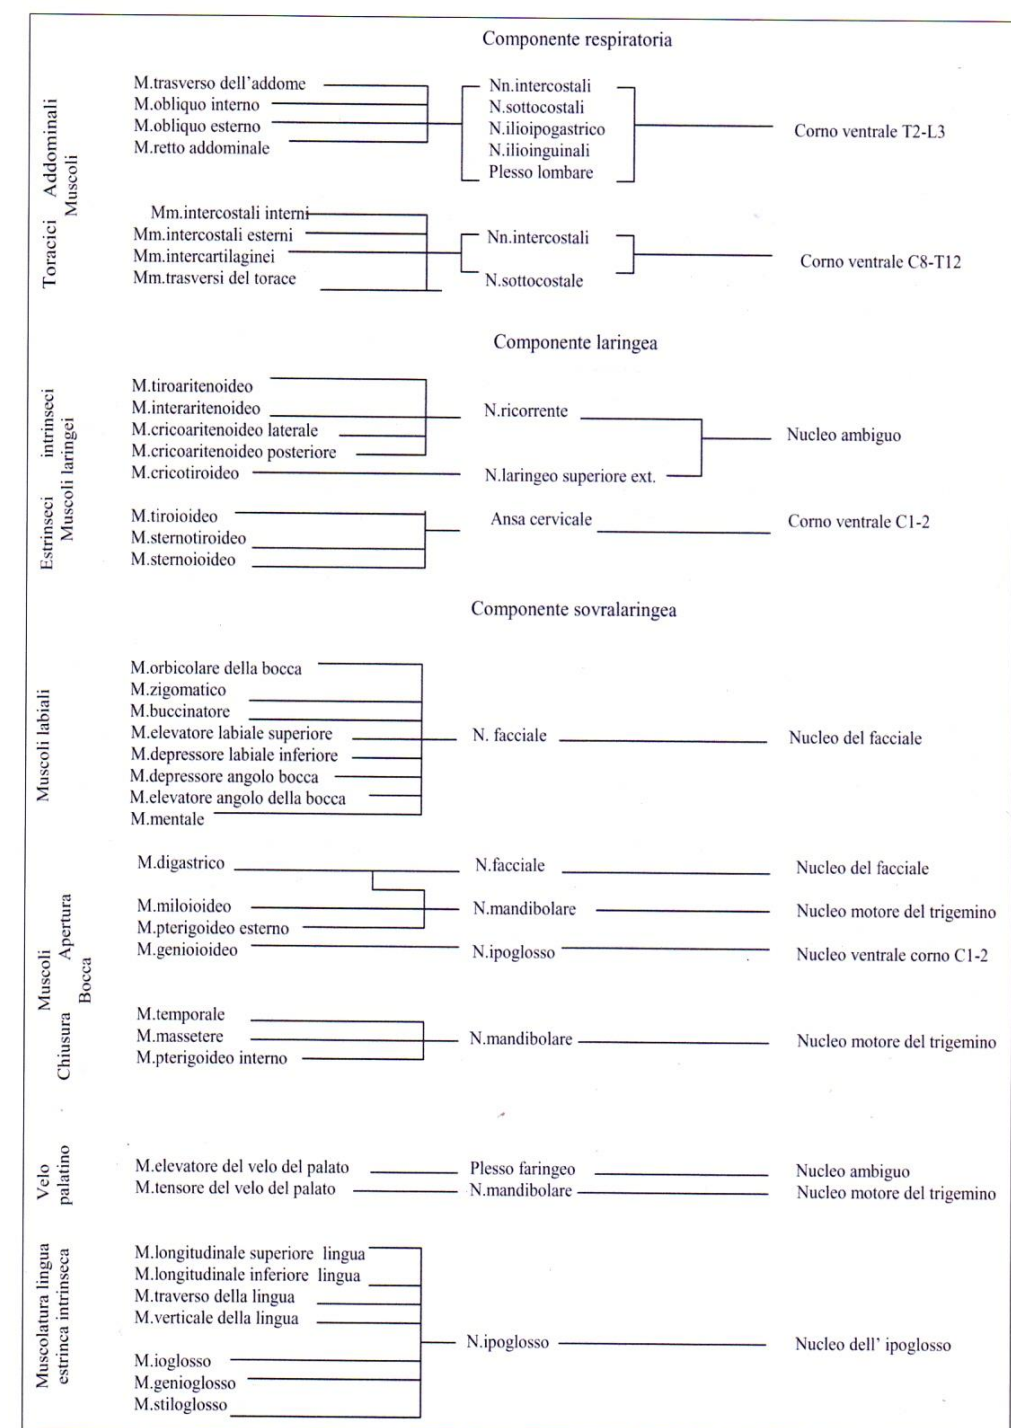 Componente respiratoria
Addominali
Muscoli
Toracici
M.trasverso dell'addome
M.obliquo interno
M.obliquo esterno
M.retto addominale
Nn.intercostali
N.sottocostali
N.ilioipogastrico
N.ilioinguinali
Plesso lombare
Corno ventrale T2-L3
Mm.intercostali interni
Mm.intercostali esterni
Mm.intercartilaginei
Mm.trasversi del torace
Nn.intercostali
N.sottocostale
Corno ventrale C8-T12
Componente laringea
Estrinseci intrinseci
Muscoli laringei
M.tiroaritenoideo
M.interaritenoideo
M.cricoaritenoideo laterale
M.cricoaritenoideo posteriore
M.cricotiroideo
N.ricorrente
N.laringeo superiore ext.
Nucleo ambiguo
M.tiroioideo
M.sternotiroideo
M.sternoioideo
Ansa cervicale
Corno ventrale C1-2
Componente sovralaringea
Muscoli labiali
M.orbicolare della bocca
M.zigomatico
M.buccinatore
M.elevatore labiale superiore
M.depressore labiale inferiore
M.depressore angolo bocca
M.elevatore angolo della bocca
M.mentale
N. facciale
Nucleo del facciale
Muscoli
Chiusura Apertura
Bocca
M.digastrico
N.facciale
Nucleo del facciale
M.miloioideo
M.pterigoideo esterno
N.mandibolare
Nucleo motore del trigemino
M.genioioideo
N.ipoglosso
Nucleo ventrale corno C1-2
M.temporale
M.massetere
M.pterigoideo interno
N.mandibolare
Nucleo motore del trigemino
Velo
palatino
M.elevatore del velo del palato
Plesso faringeo
Nucleo ambiguo
M.tensore del velo del palato
N.mandibolare
Nucleo motore del trigemino
Muscolatura lingua
estrinca intrinseca
M.longitudinale superiore lingua
M.longitudinale inferiore lingua
M.traverso della lingua
M.verticale della lingua
M.ioglosso
M.genioglosso
M.stiloglosso
N.ipoglosso
Nucleo dell' ipoglosso